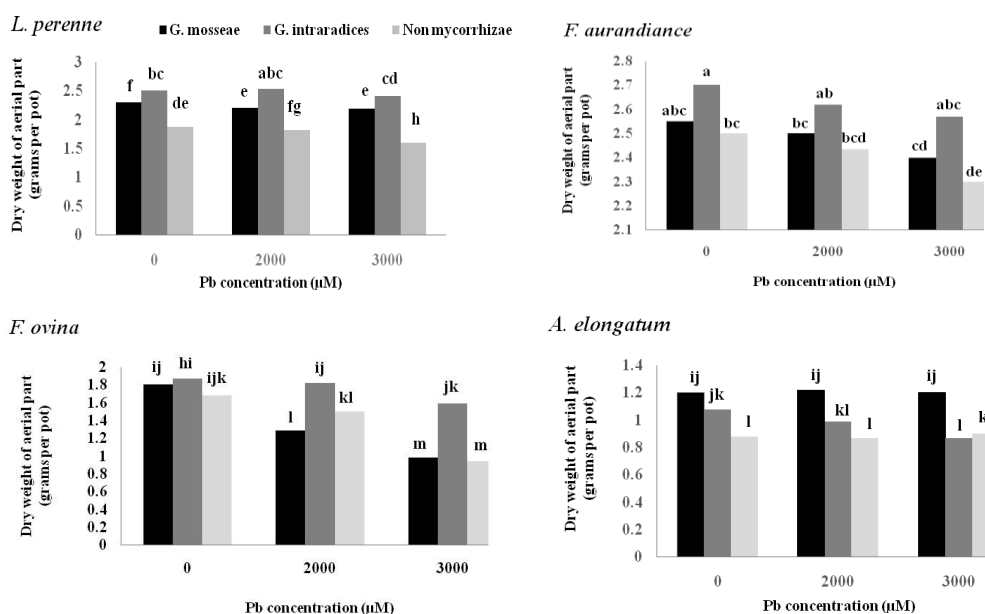 L. perenne
G. mosseae G. intraradices Non mycorrhizae
Dry weight of aerial part
(grams per pot)
3
2.5
2
1.5
1
0.5
0
f bc de e abc fg e cd h
0 2000 3000
Pb concentration (µM)
F. aurandiance
Dry weight of aerial part
(grams per pot)
2.8
2.7
2.6
2.5
2.4
2.3
2.2
2.1
abc a bc bc ab bcd cd abc de
0 2000 3000
Pb concentration (µM)
F. ovina
Dry weight of aerial part
(grams per pot)
2
1.8
1.6
1.4
1.2
1
0.8
0.6
0.4
0.2
0
ij hi ijk l ij kl m jk m
0 2000 3000
Pb concentration (µM)
A. elongatum
Dry weight of aerial part
(grams per pot)
1.4
1.2
1
0.8
0.6
0.4
0.2
0
ij jk l ij kl l ij l k
0 2000 3000
Pb concentration (µM)